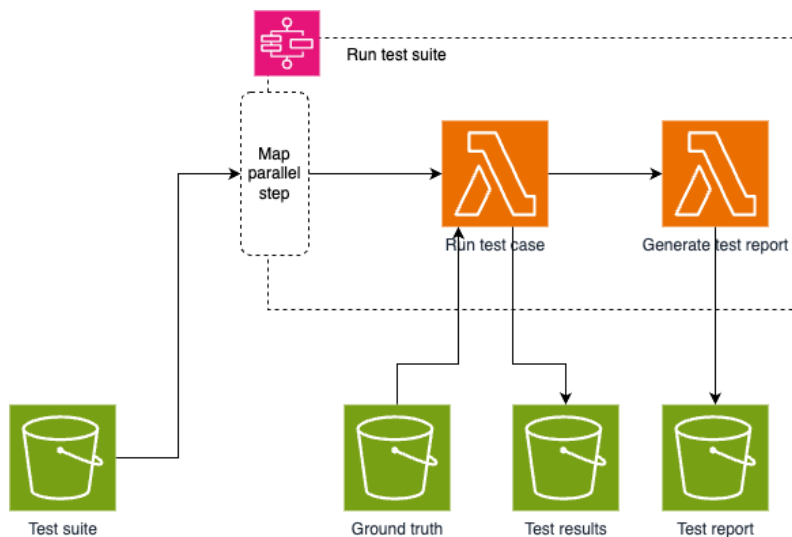 Run test suite
Map
parallel
step
Run test case
Generate test report
Test suite
Ground truth
Test results
Test report